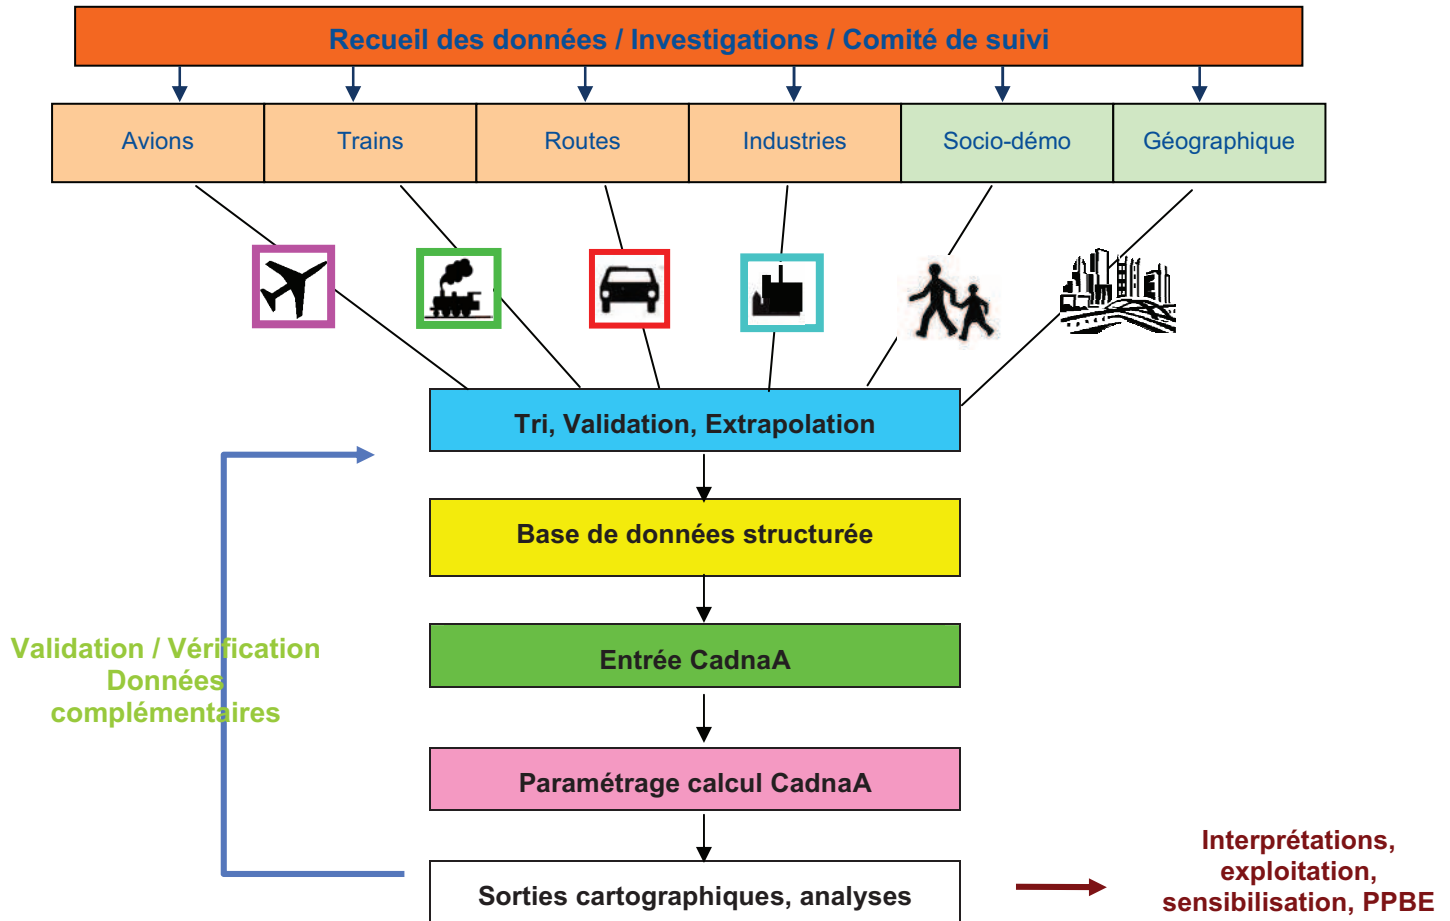 Recueil des données / Investigations / Comité de suivi
Avions
Trains
Routes
Industries
Socio-démo
Géographique
Tri, Validation, Extrapolation
Base de données structurée
Entrée CadnaA
Validation / Vérification
Données
complémentaires
Paramétrage calcul CadnaA
Sorties cartographiques, analyses
Interprétations,
exploitation,
sensibilisation, PPBE